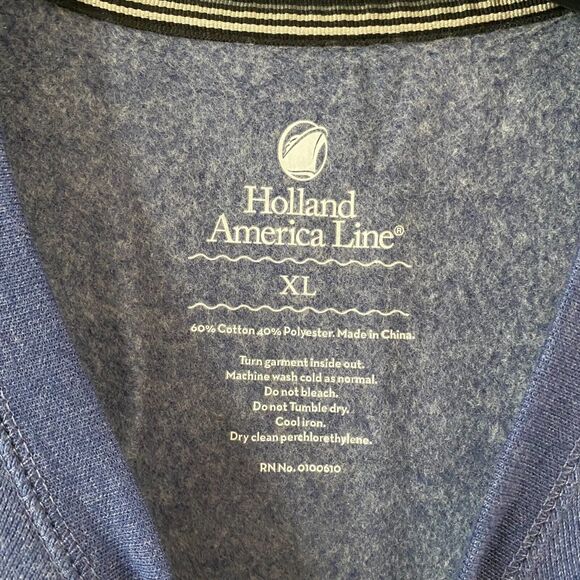 Holland
America Line®
XL
60% Cotton 40% Polyester. Made in China.
Turn garment inside out.
Machine wash cold as normal.
Do not bleach.
Do not Tumble dry.
Cool iron.
Dry clean perchlorethylene.
RN No. 0100610